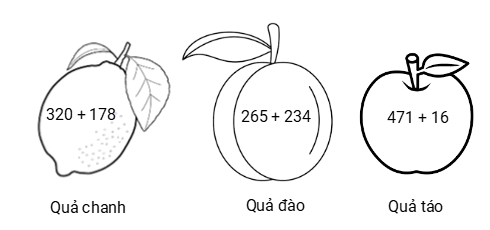 320 + 178
265 + 234
471 + 16
Quả chanh
Quả đào
Quả táo